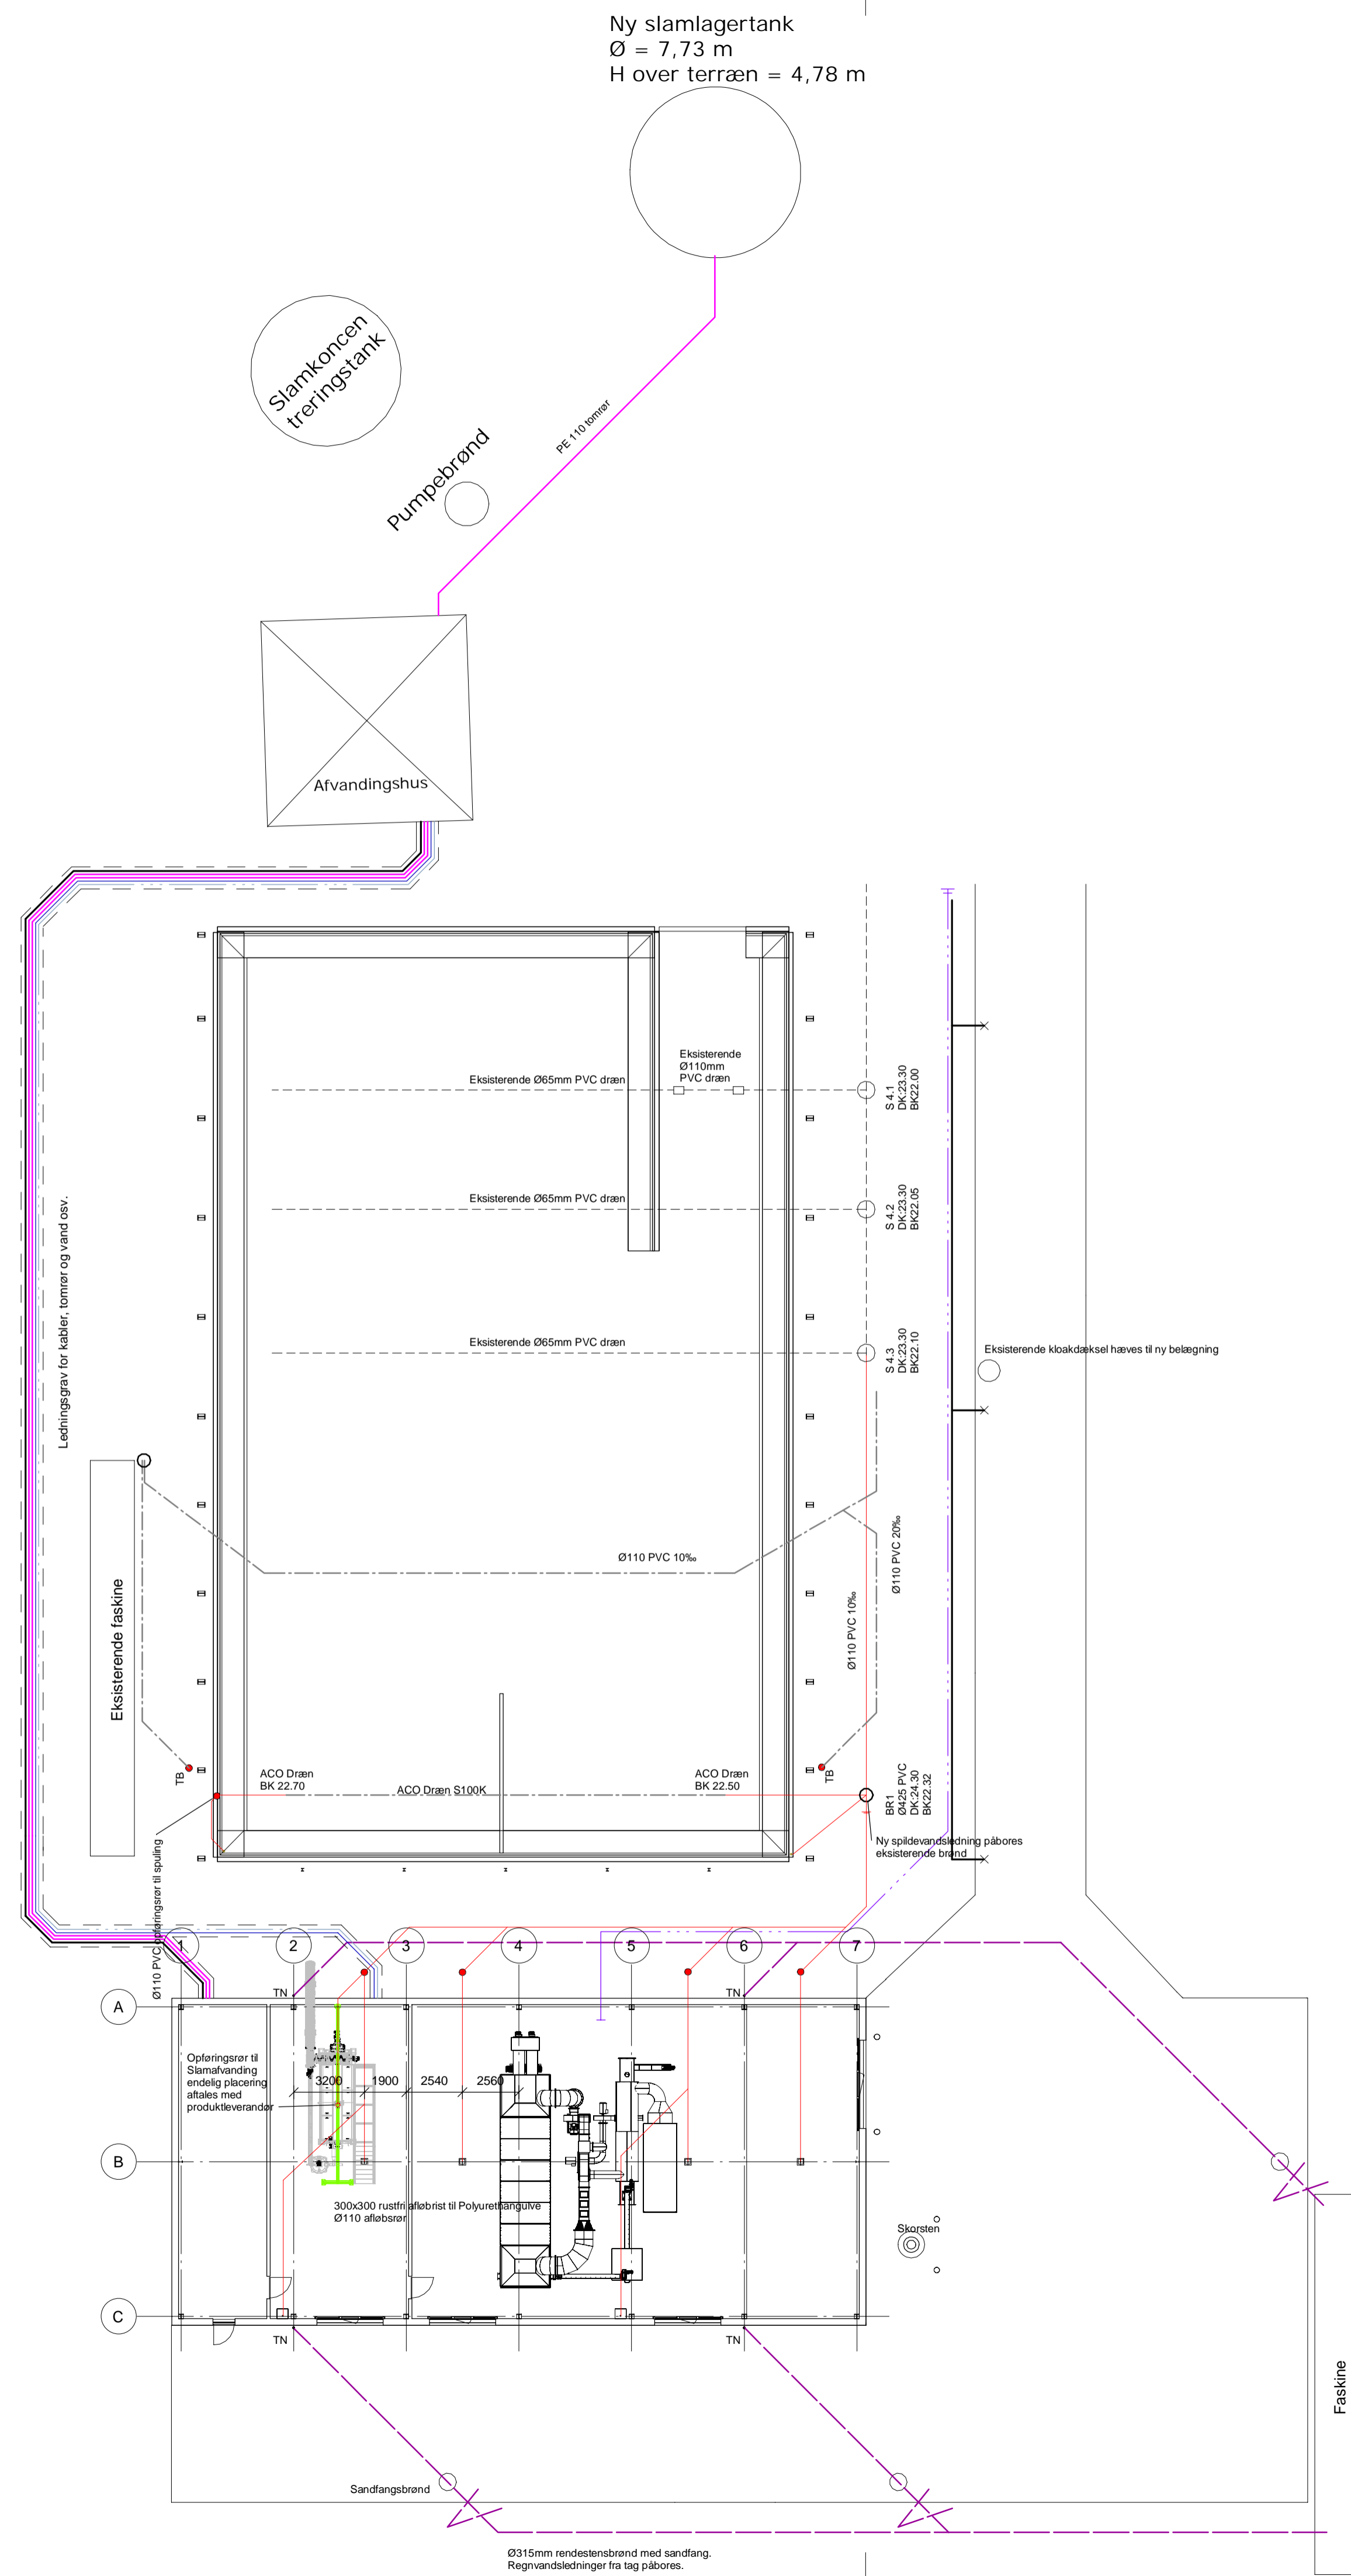 Ny slamlagertank
Ø = 7,73 m
H over terræn = 4,78 m
Slamkoncen
treringstank
Pumpebrønd
PE 110 tomrør
Afvandingshus
Eksisterende
Ø110mm
PVC dræn
Eksisterende Ø65mm PVC dræn
S 4.1
DK:23.30
BK22.00
Eksisterende Ø65mm PVC dræn
S 4.2
DK:23.30
BK22.05
Ledningsgrav for kabler, tomrør og vand osv.
Eksisterende Ø65mm PVC dræn
S 4.3
DK:23.30
BK22.10
Eksisterende kloakdæksel hæves til ny belægning
Eksisterende faskine
Ø110 PVC 10‰
Ø110 PVC 20‰
Ø110 PVC 10‰
TB
ACO Dræn
BK 22.70
ACO Dræn S100K
ACO Dræn
BK 22.50
TB
BR1
Ø425 PVC
DK:24.30
BK22.32
Ny spildevandsledning påbores
eksisterende brønd
Ø110 PVC opføringsrør til spuling
1
2
3
4
5
6
7
TN
TN
A
Opføringsrør til
Slamafvanding
endelig placering
aftales med
produktleverandør
3200
1900
2540
2560
B
300x300 rustfri afløbrist til Polyurethangulve
Ø110 afløbsrør
Skorsten
C
TN
TN
Faskine
Sandfangsbrønd
Ø315mm rendestensbrønd med sandfang.
Regnvandsledninger fra tag påbores.